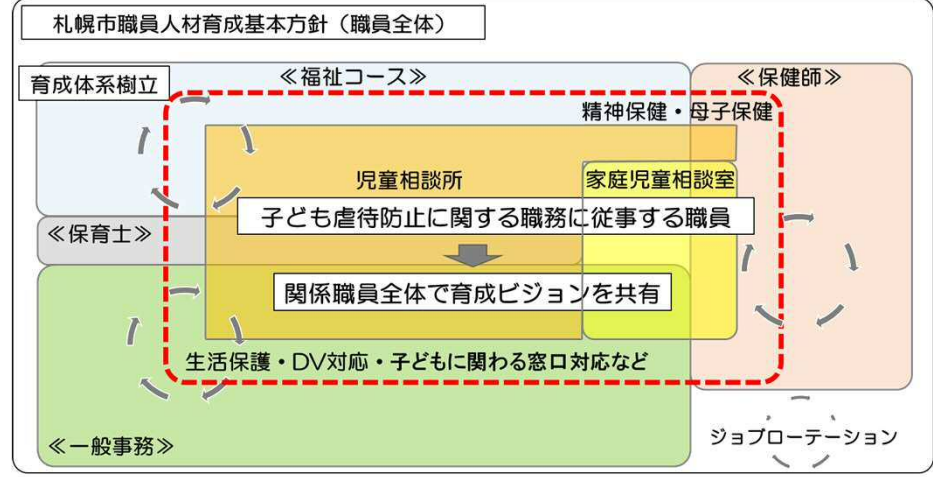 札幌市職員人材育成基本方針（職員全体）
育成体系樹立
≪福祉コース≫
≪保健師≫
精神保健・母子保健
児童相談所
家庭児童相談室
子ども虐待防止に関する職務に従事する職員
≪保育士≫
関係職員全体で育成ビジョンを共有
生活保護・DV対応・子どもに関わる窓口対応など
≪一般事務≫
ジョブローテーション